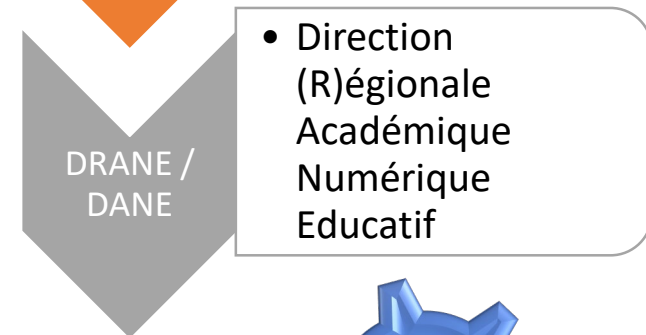 DRANE /
DANE
• Direction
(R)égionale
Académique
Numérique
Educatif